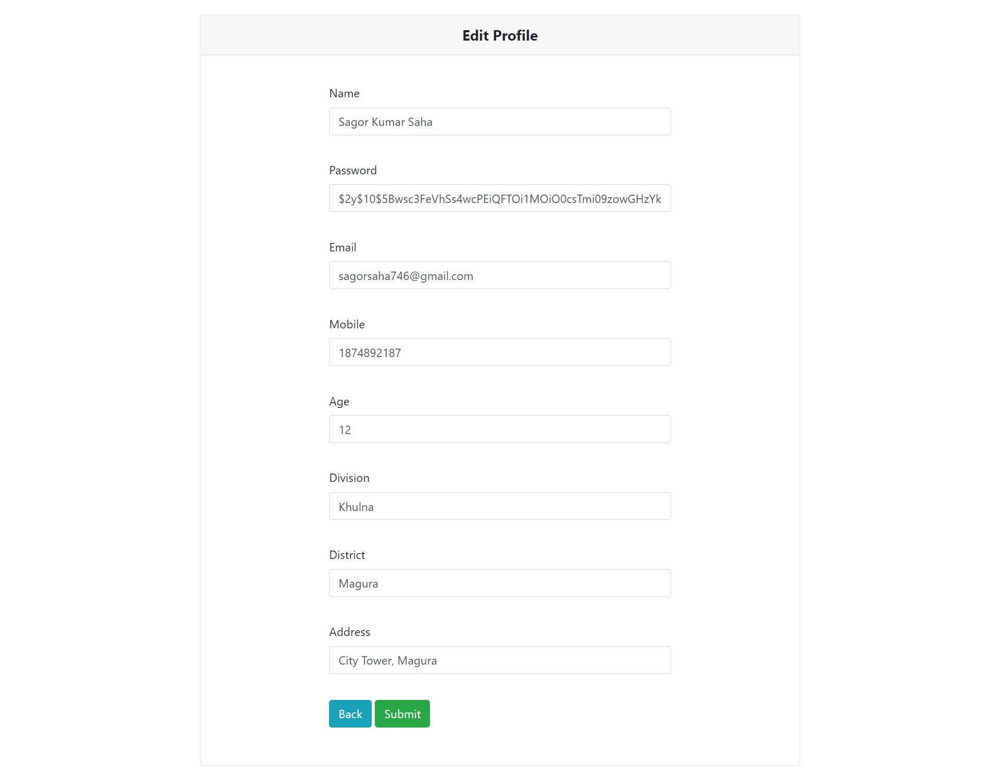 Edit Profile
Name
Sagor Kumar Saha
Password
$2y$10$5Bwsc3FeVhSs4wcPEiQFTOi1MOiO0csTmi09zowGHzYk
Email
sagorsaha746@gmail.com
Mobile
1874892187
Age
12
Division
Khulna
District
Magura
Address
City Tower, Magura
Back Submit